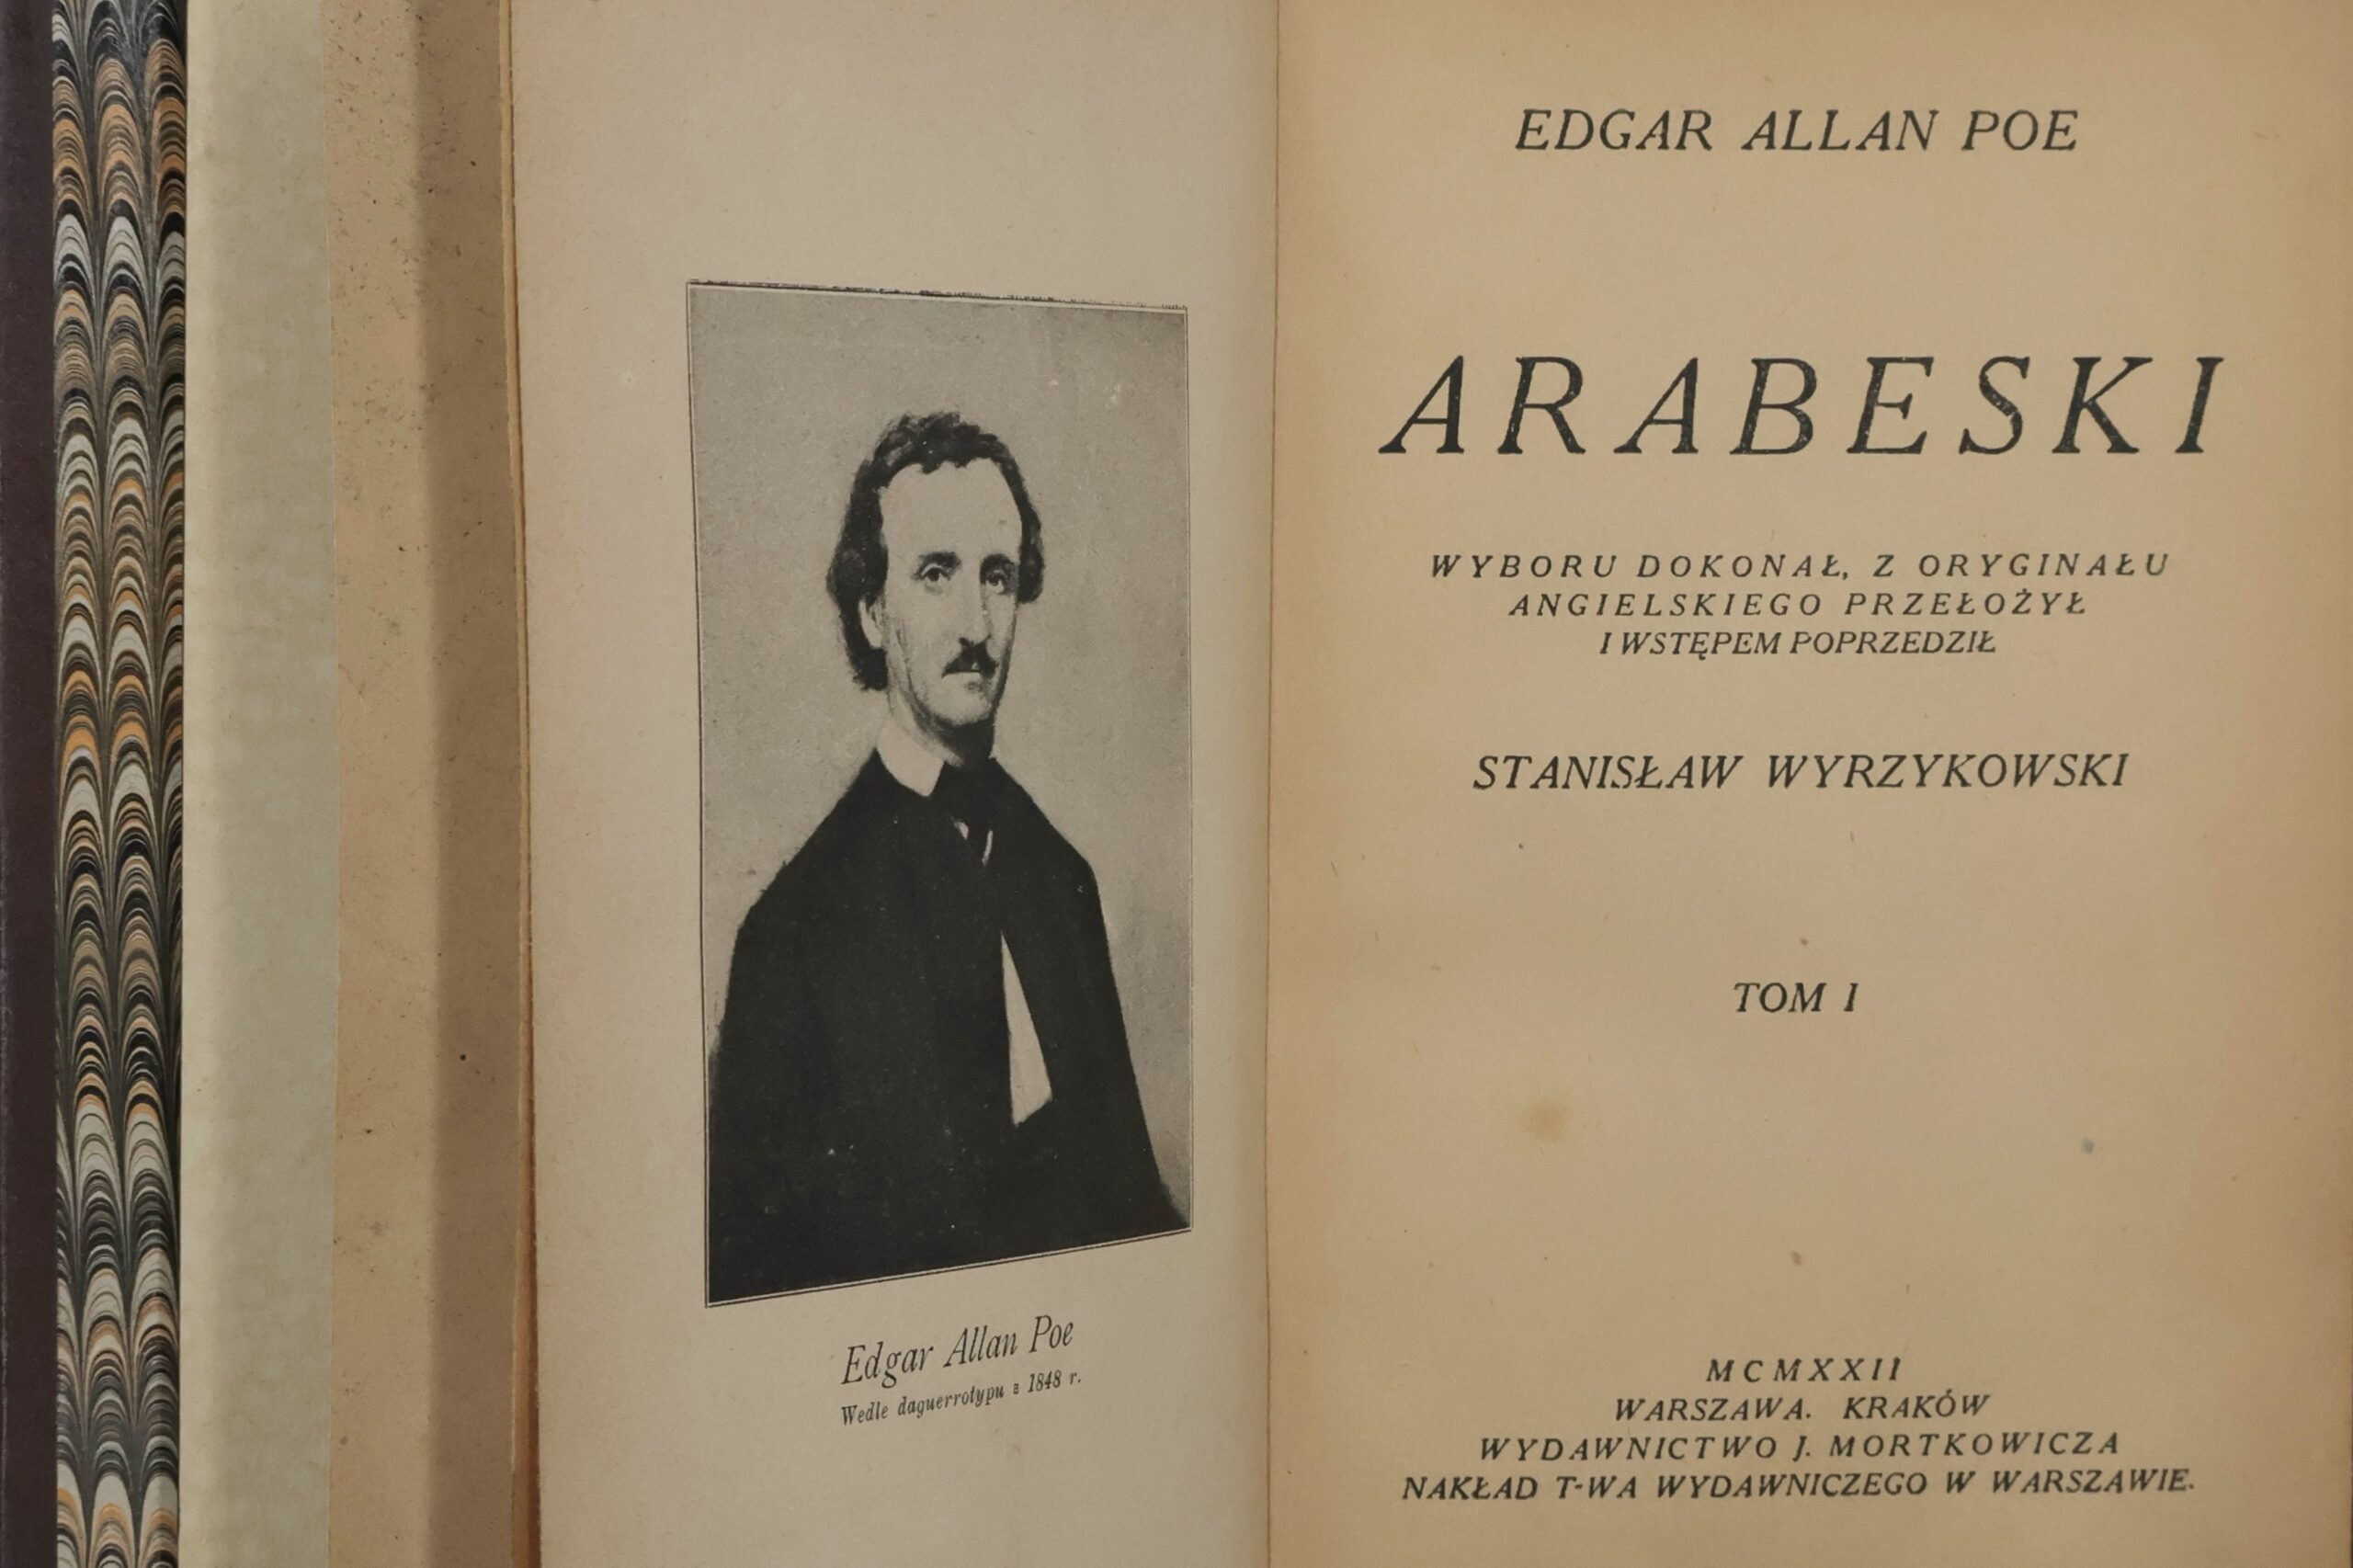 Edgar Allan Poe
Wedle daguerrotypu z 1848 r.
EDGAR ALLAN POE
ARABESKI
WYBORU DOKONAŁ, Z ORYGINAŁU
ANGIELSKIEGO PRZEŁOŻYŁ
I WSTĘPEM POPRZEDZIŁ
STANISŁAW WYRZYKOWSKI
TOM I
MCMXXII
WARSZAWA. KRAKÓW
WYDAWNICTWO J. MORTKOWICZA
NAKŁAD T-WA WYDAWNICZEGO W WARSZAWIE.